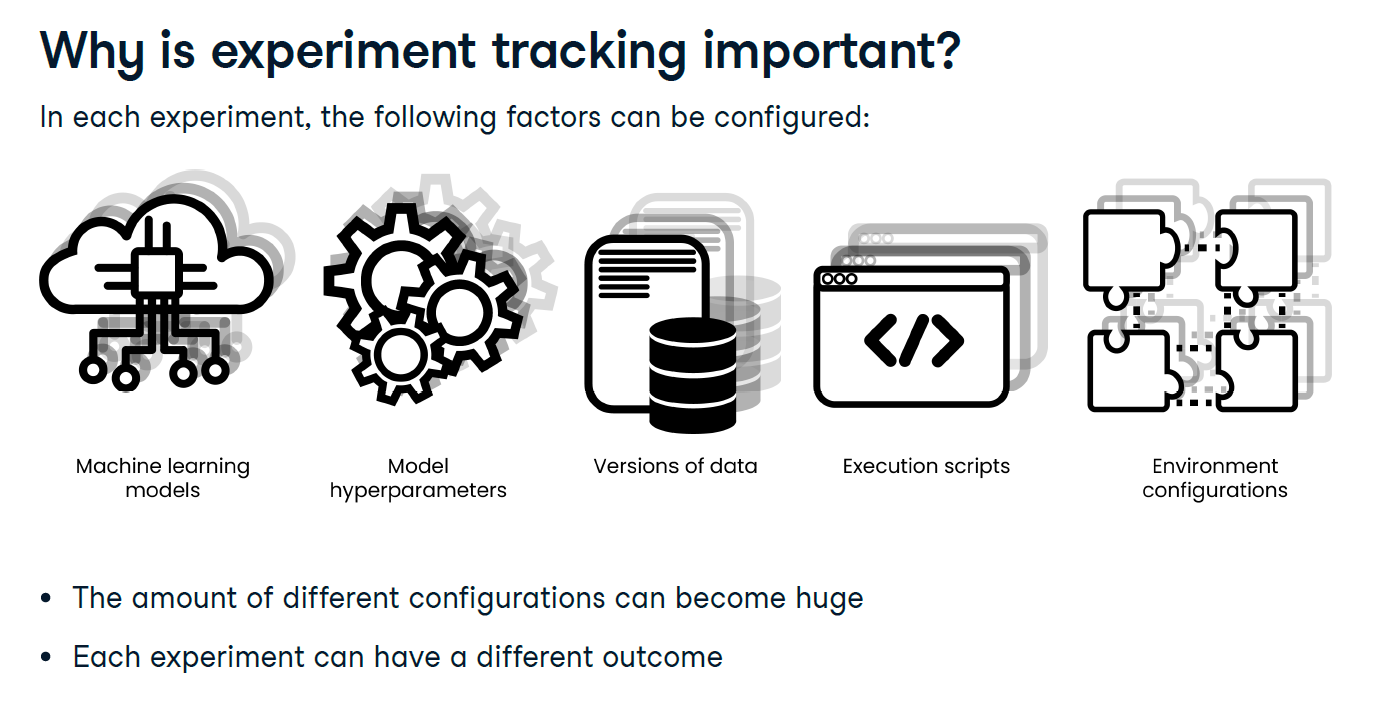 Why is experiment tracking important?
In each experiment, the following factors can be configured:
Machine learning
models
Model
hyperparameters
Versions of data
Execution scripts
Environment
configurations
</>
• The amount of different configurations can become huge
• Each experiment can have a different outcome